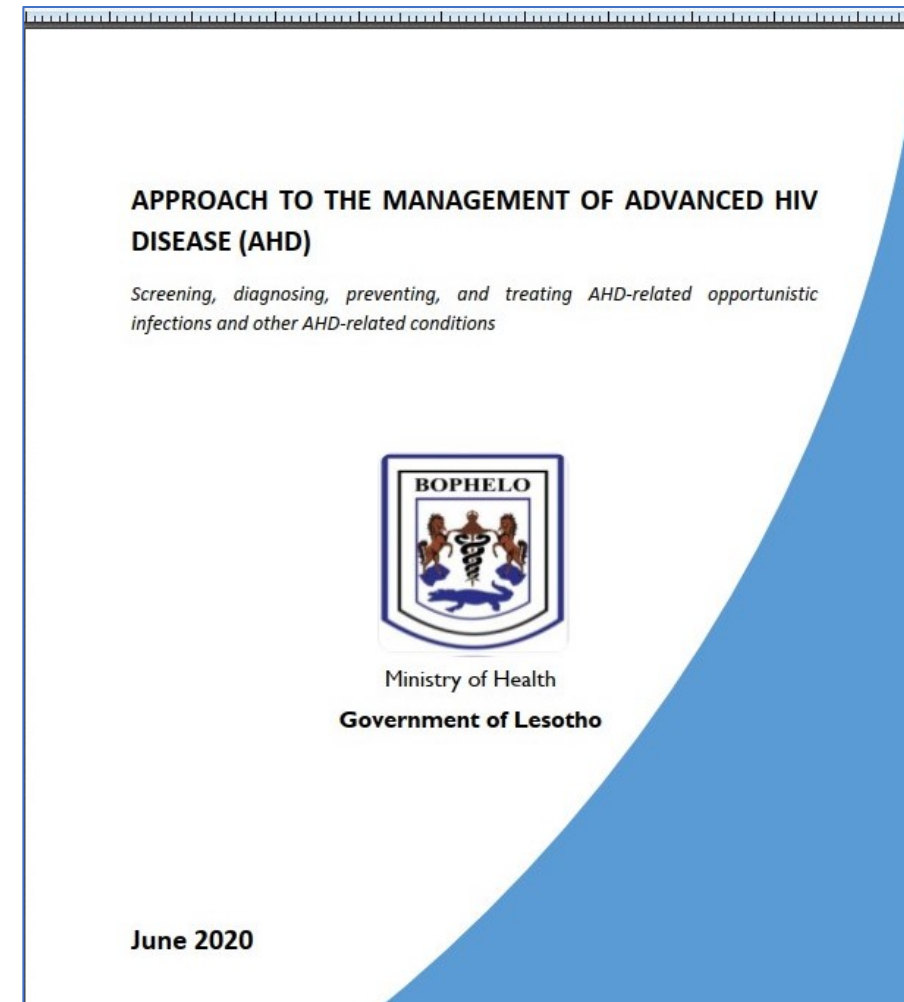 APPROACH TO THE MANAGEMENT OF ADVANCED HIV
DISEASE (AHD)
Screening, diagnosing, preventing, and treating AHD-related opportunistic
infections and other AHD-related conditions
BOPHELO
Ministry of Health
Government of Lesotho
June 2020